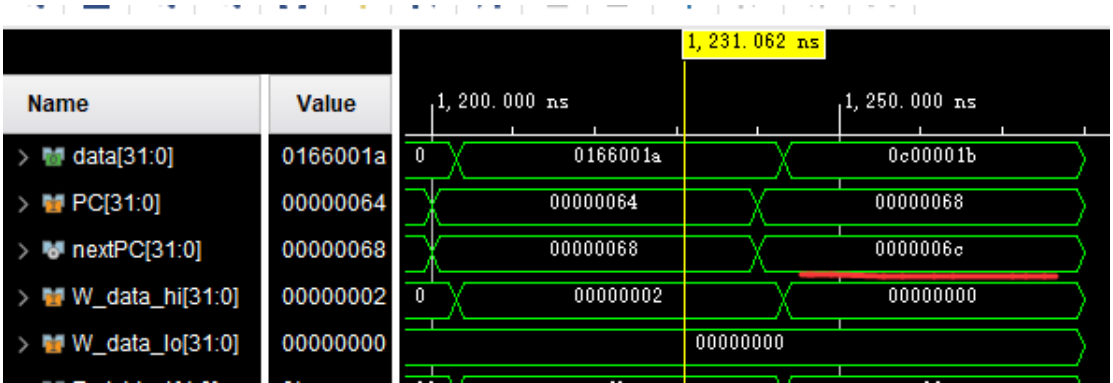 1, 231.062 ns
Name Value 1, 200.000 ns 1, 250.000 ns
data[31:0] 0166001a 0 0166001a 0c00001b
PC[31:0] 00000064 00000064 00000068
nextPC[31:0] 00000068 00000068 0000006c
W_data_hi[31:0] 00000002 0 00000002 00000000
W_data_lo[31:0] 00000000 00000000